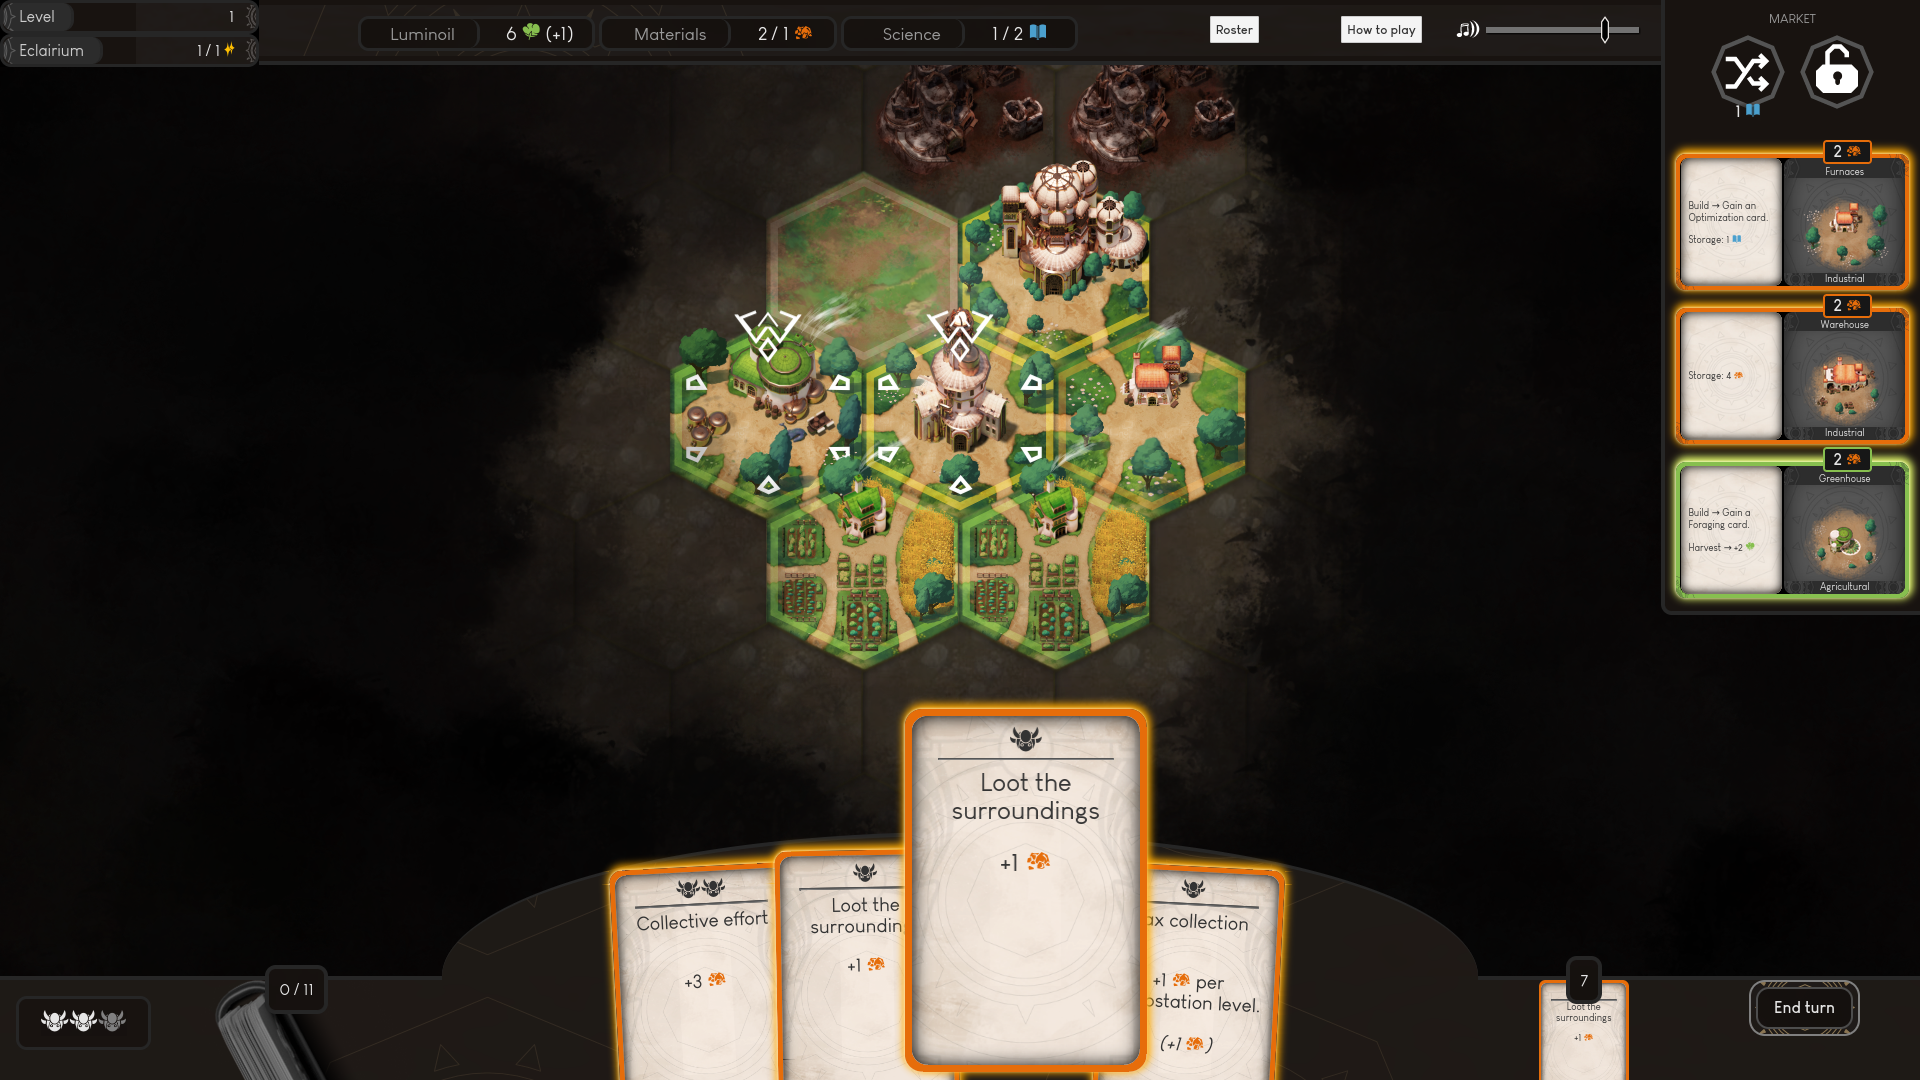 Level 1
Eclairium 1 / 1
Luminoil 6 (+1)
Materials 2 / 1
Science 1 / 2
Roster
How to play
MARKET
1
2
Furnaces
Build → Gain an
Optimization card.
Storage: 1
Industrial
2
Warehouse
Storage: 4
Industrial
2
Greenhouse
Build → Gain a
Foraging card.
Harvest → +2
Agricultural
Collective effort
+3
Loot the
+1
Loot the
surroundings
+1
collection
+1 per
level.
(+1)
0 / 11
7
Loot the
surroundings
+1
End turn